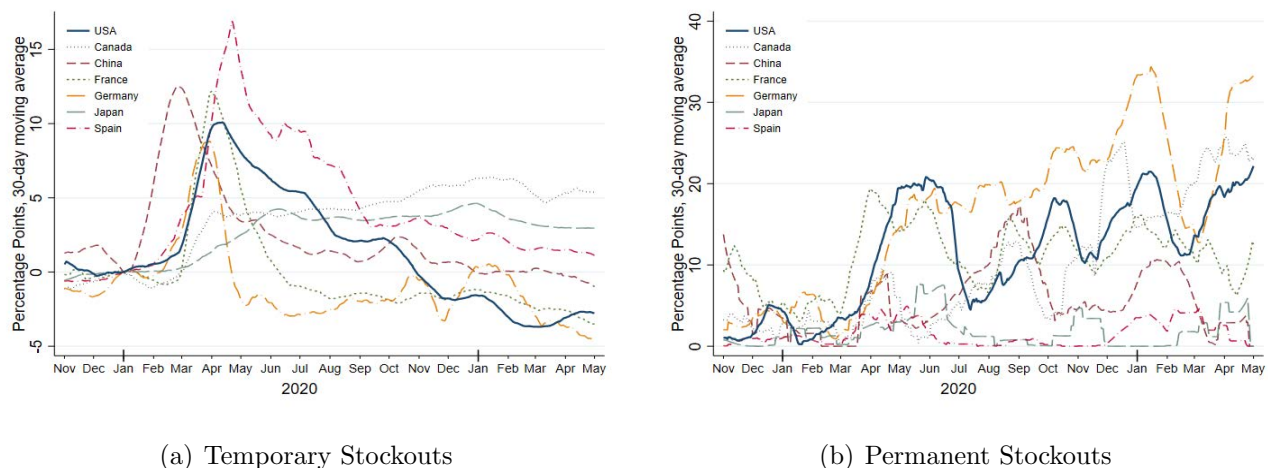 Percentage Points, 30-day moving average
15
10
5
0
-5
USA
Canada
China
France
Germany
Japan
Spain
Nov Dec Jan Feb Mar Apr May Jun Jul Aug Sep Oct Nov Dec Jan Feb Mar Apr May
2020
(a) Temporary Stockouts
Percentage Points, 30-day moving average
40
30
20
10
0
USA
Canada
China
France
Germany
Japan
Spain
Nov Dec Jan Feb Mar Apr May Jun Jul Aug Sep Oct Nov Dec Jan Feb Mar Apr May
2020
(b) Permanent Stockouts